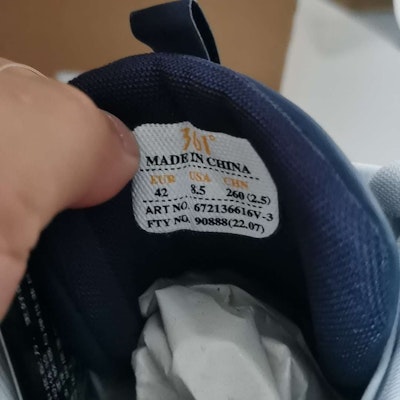 361°
MADE IN CHINA
EUR USA CHN
42 8.5 260(2.5)
ART NO. 672136616V-3
FTY NO. 90888(22.07)